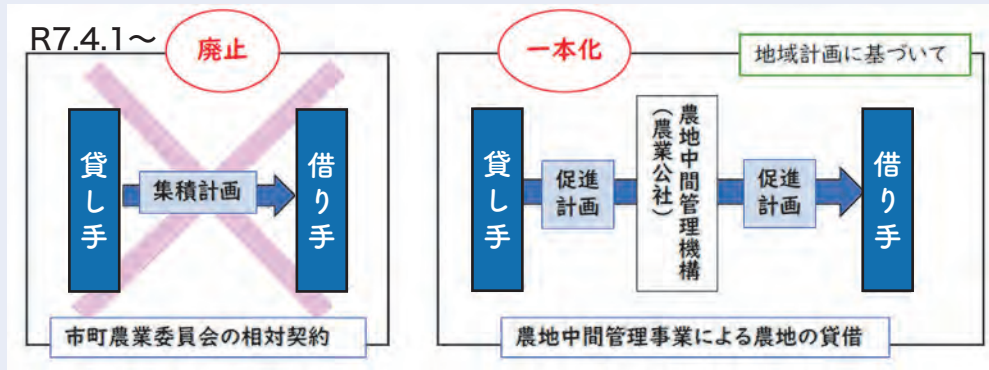 R7.4.1～
廃止
貸し手
集積計画
借り手
市町農業委員会の相対契約
一本化
地域計画に基づいて
貸し手
促進
計画
農地中間管理機構
（農業公社）
促進
計画
借り手
農地中間管理事業による農地の貸借